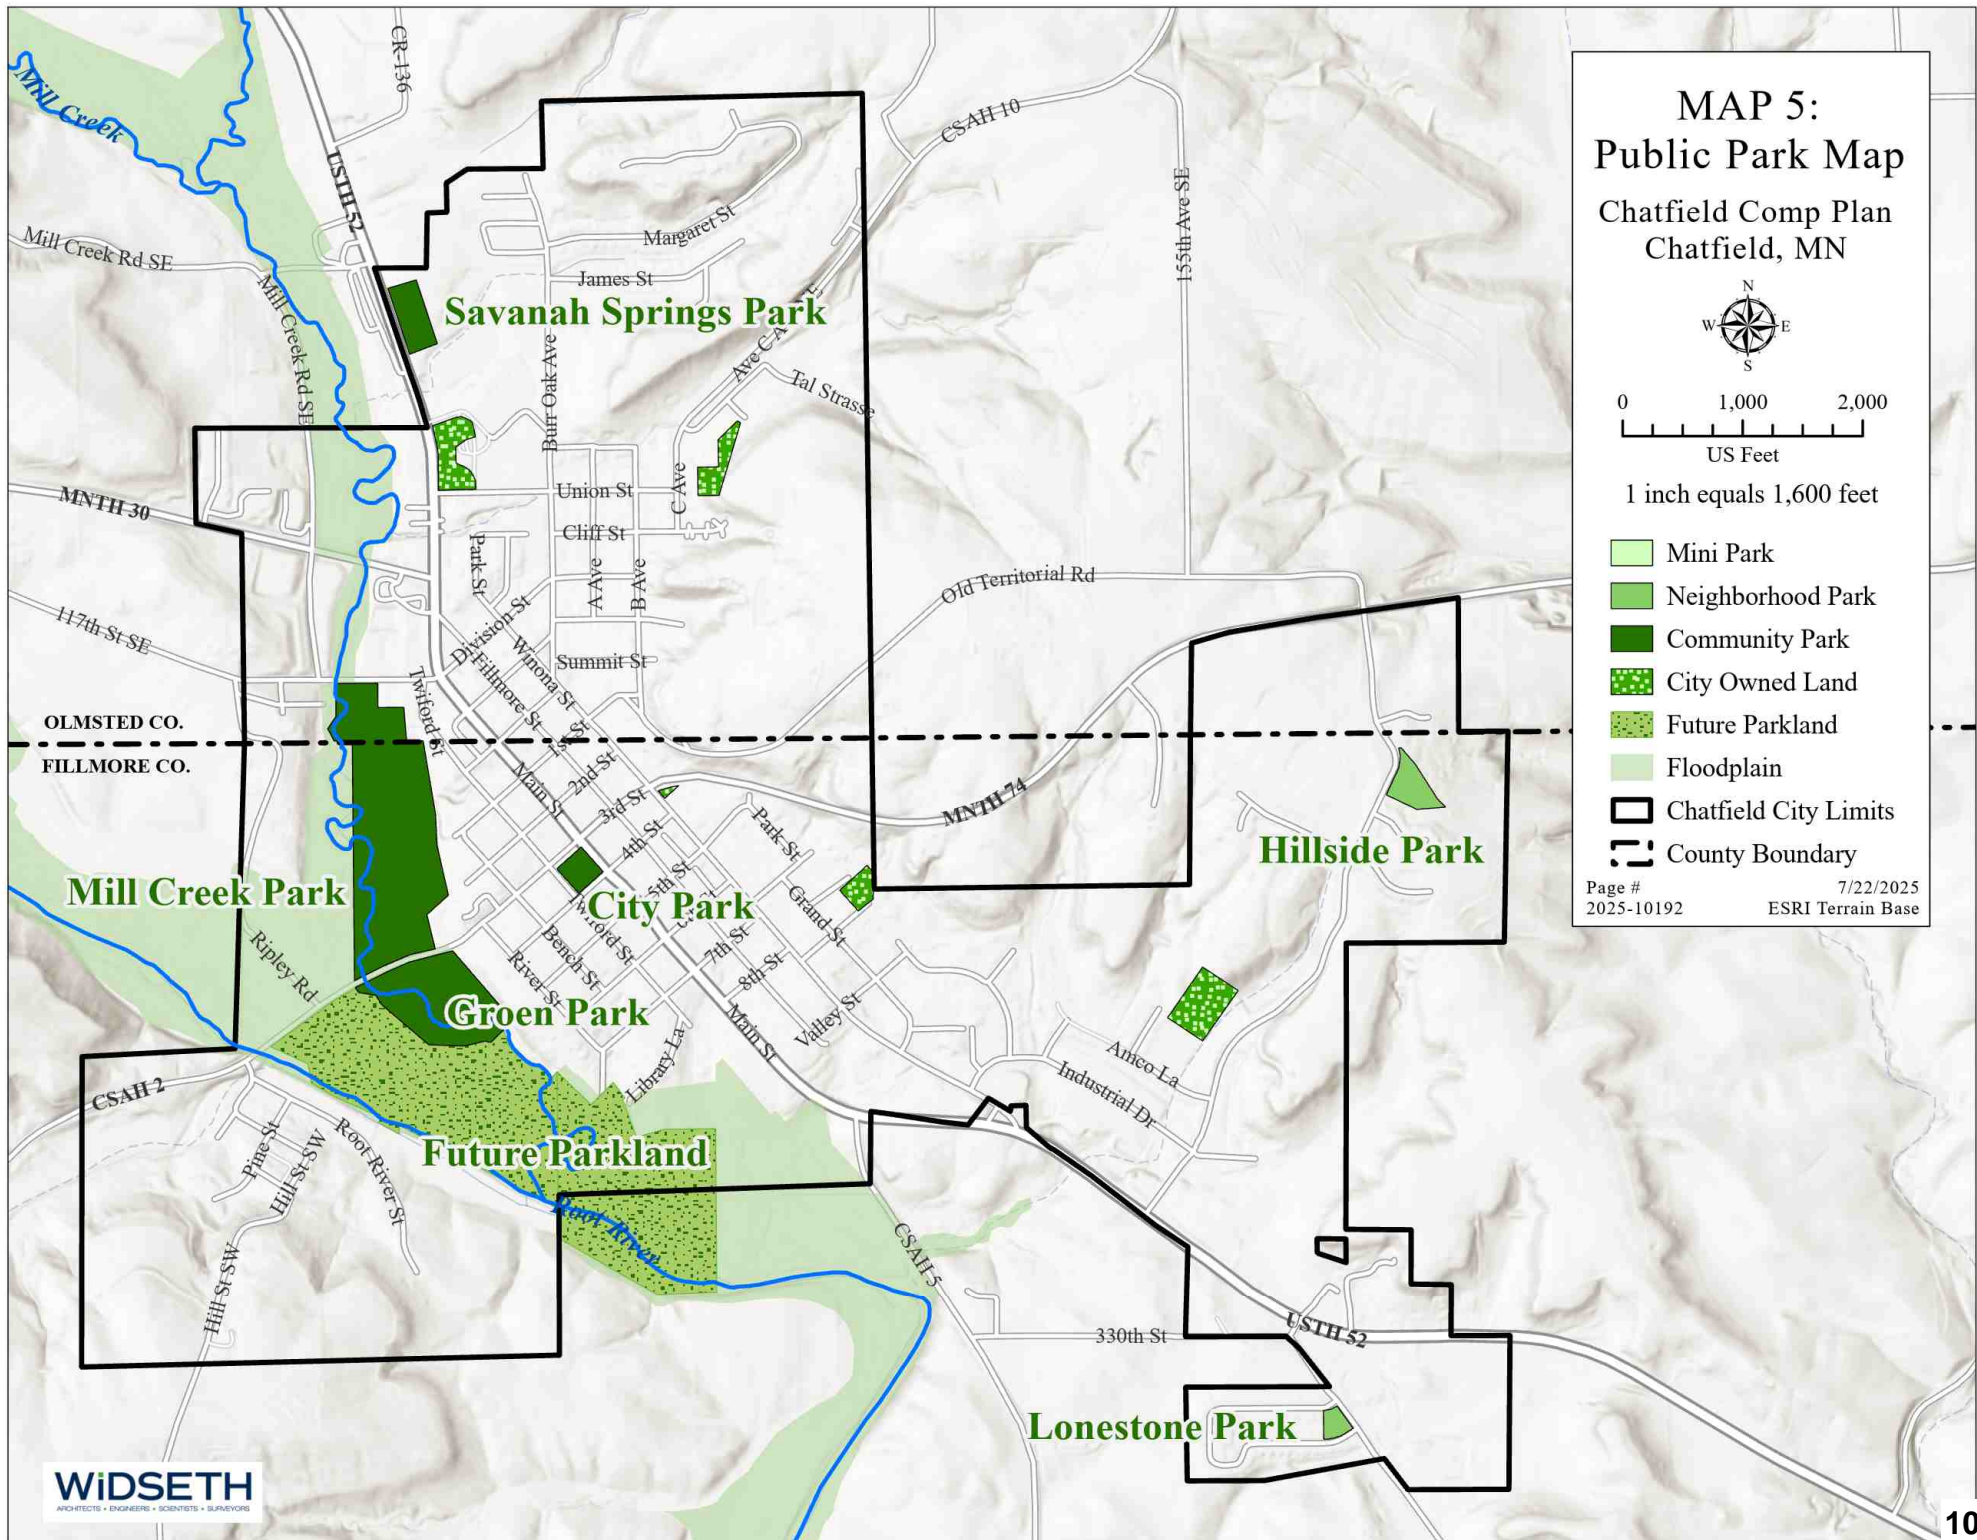 MAP 5:
Public Park Map
Chatfield Comp Plan
Chatfield, MN
N
W E
S
0 1,000 2,000
US Feet
1 inch equals 1,600 feet
Mini Park
Neighborhood Park
Community Park
City Owned Land
Future Parkland
Floodplain
Chatfield City Limits
County Boundary
Page # 7/22/2025
2025-10192 ESRI Terrain Base
CR-136
Mill Creek
USTH 52
CSAH 10
155th Ave SE
Mill Creek Rd SE
Margaret St
James St
Mill Creek Rd SE
Savanah Springs Park
Burr Oak Ave
Ave C
Tal Strasse
MNTH 30
Union St
C Ave
Cliff St
Park St
A Ave
B Ave
Old Territorial Rd
117th St SE
Division St
Winona St
Fillmore St
Summit St
Twiford St
OLMSTED CO.
FILLMORE CO.
1st St
2nd St
Main St
3rd St
MNTH 74
4th St
Park St
Hillside Park
5th St
Mill Creek Park
City Park
Grand St
Twiford St
Bench St
River St
7th St
8th St
Ripley Rd
Groen Park
Main St
Valley St
Library La
Amco La
Industrial Dr
CSAH 2
Pine St
Hill St SW
Root River St
Future Parkland
Root River
CSAH 5
Hill St SW
330th St
USTH 52
Lonestone Park
WiDSETH
ARCHITECTS • ENGINEERS • SCIENTISTS • SURVEYORS
10